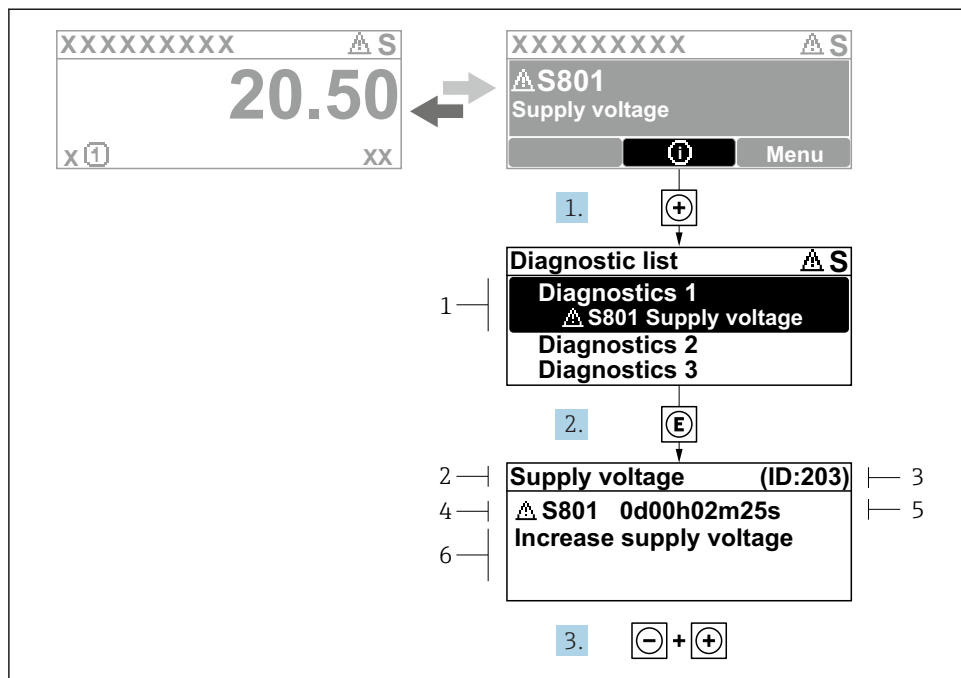 XXXXXXXXX ⚠ S
20.50
x ① XX
XXXXXXXXX ⚠ S
⚠ S801
Supply voltage
ⓘ Menu
1. +
Diagnostic list ⚠ S
1
Diagnostics 1
⚠ S801 Supply voltage
Diagnostics 2
Diagnostics 3
2. E
2 Supply voltage (ID:203) 3
4 ⚠ S801 0d00h02m25s 5
6 Increase supply voltage
3. - + +